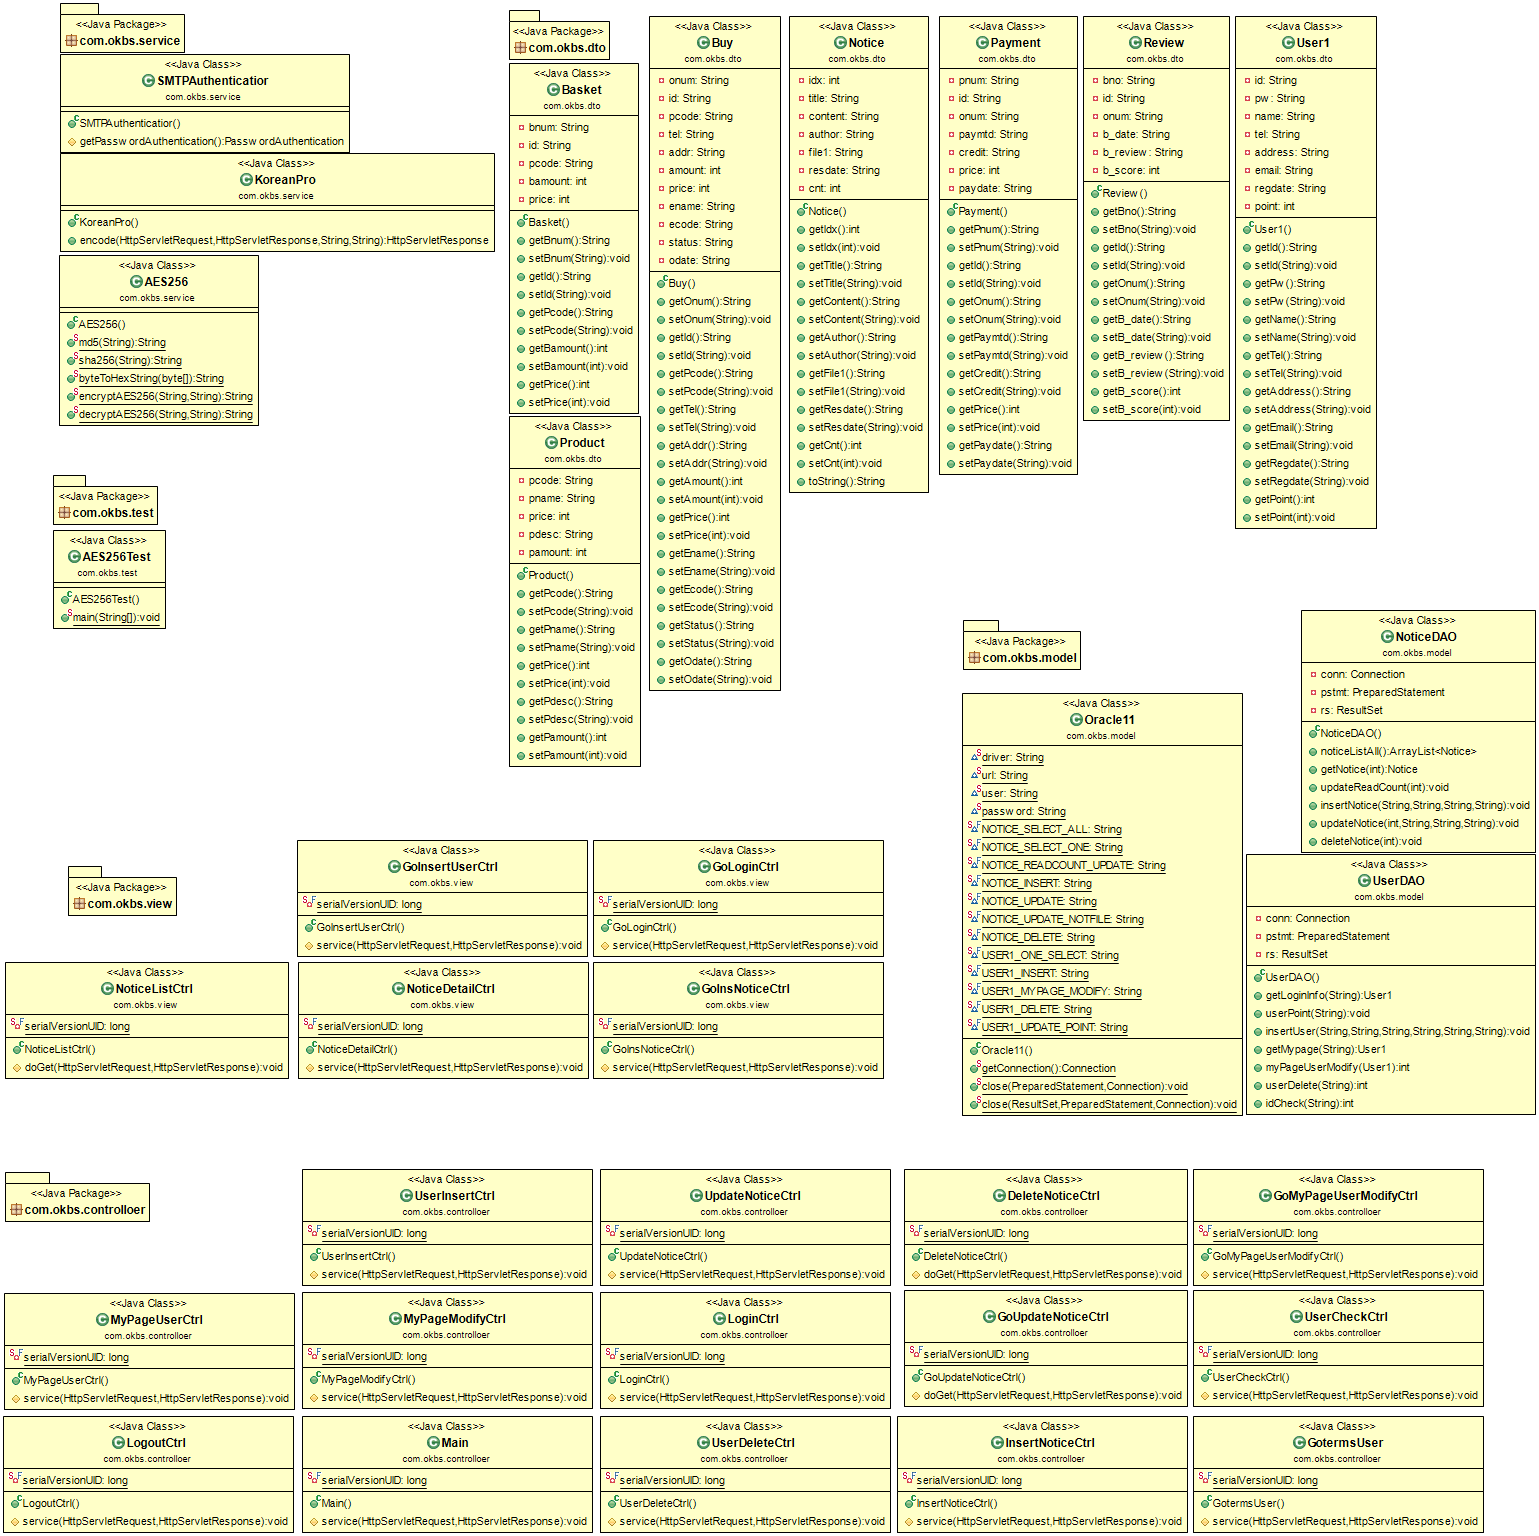 <<Java Package>>
com.okbs.service
<<Java Class>>
SMTPAuthenticatior
com.okbs.service
SMTPAuthenticatior()
getPasswordAuthentication():PasswordAuthentication
<<Java Class>>
KoreanPro
com.okbs.service
KoreanPro()
encode(HttpServletRequest,HttpServletResponse,String,String):HttpServletResponse
<<Java Class>>
AES256
com.okbs.service
AES256()
md5(String):String
sha256(String):String
byteToHexString(byte[]):String
encryptAES256(String,String):String
decryptAES256(String,String):String
<<Java Package>>
com.okbs.test
<<Java Class>>
AES256Test
com.okbs.test
AES256Test()
main(String[]):void
<<Java Package>>
com.okbs.dto
<<Java Class>>
Basket
com.okbs.dto
bnum: String
id: String
pcode: String
bamount: int
price: int
Basket()
getBnum():String
setBnum(String):void
getId():String
setId(String):void
getPcode():String
setPcode(String):void
getBamount():int
setBamount(int):void
getPrice():int
setPrice(int):void
<<Java Class>>
Product
com.okbs.dto
pcode: String
pname: String
price: int
pdesc: String
pamount: int
Product()
getPcode():String
setPcode(String):void
getPname():String
setPname(String):void
getPrice():int
setPrice(int):void
getPdesc():String
setPdesc(String):void
getPamount():int
setPamount(int):void
<<Java Class>>
Buy
com.okbs.dto
onum: String
id: String
pcode: String
tel: String
addr: String
amount: int
price: int
ename: String
ecode: String
status: String
odate: String
Buy()
getOnum():String
setOnum(String):void
getId():String
setId(String):void
getPcode():String
setPcode(String):void
getTel():String
setTel(String):void
getAddr():String
setAddr(String):void
getAmount():int
setAmount(int):void
getPrice():int
setPrice(int):void
getEname():String
setEname(String):void
getEcode():String
setEcode(String):void
getStatus():String
setStatus(String):void
getOdate():String
setOdate(String):void
<<Java Class>>
Notice
com.okbs.dto
idx: int
title: String
content: String
author: String
file1: String
resdate: String
cnt: int
Notice()
getIdx():int
setIdx(int):void
getTitle():String
setTitle(String):void
getContent():String
setContent(String):void
getAuthor():String
setAuthor(String):void
getFile1():String
setFile1(String):void
getResdate():String
setResdate(String):void
getCnt():int
setCnt(int):void
toString():String
<<Java Class>>
Payment
com.okbs.dto
pnum: String
id: String
onum: String
paymtd: String
credit: String
price: int
paydate: String
Payment()
getPnum():String
setPnum(String):void
getId():String
setId(String):void
getOnum():String
setOnum(String):void
getPaymtd():String
setPaymtd(String):void
getCredit():String
setCredit(String):void
getPrice():int
setPrice(int):void
getPaydate():String
setPaydate(String):void
<<Java Class>>
Review
com.okbs.dto
bno: String
id: String
onum: String
b_date: String
b_review: String
b_score: int
Review()
getBno():String
setBno(String):void
getId():String
setId(String):void
getOnum():String
setOnum(String):void
getB_date():String
setB_date(String):void
getB_review():String
setB_review(String):void
getB_score():int
setB_score(int):void
<<Java Class>>
User1
com.okbs.dto
id: String
pw: String
name: String
tel: String
address: String
email: String
regdate: String
point: int
User1()
getId():String
setId(String):void
getPw():String
setPw(String):void
getName():String
setName(String):void
getTel():String
setTel(String):void
getAddress():String
setAddress(String):void
getEmail():String
setEmail(String):void
getRegdate():String
setRegdate(String):void
getPoint():int
setPoint(int):void
<<Java Package>>
com.okbs.model
<<Java Class>>
Oracle11
com.okbs.model
driver: String
url: String
user: String
password: String
NOTICE_SELECT_ALL: String
NOTICE_SELECT_ONE: String
NOTICE_READCOUNT_UPDATE: String
NOTICE_INSERT: String
NOTICE_UPDATE: String
NOTICE_UPDATE_NOTFILE: String
NOTICE_DELETE: String
USER1_ONE_SELECT: String
USER1_INSERT: String
USER1_MYPAGE_MODIFY: String
USER1_DELETE: String
USER1_UPDATE_POINT: String
Oracle11()
getConnection():Connection
close(PreparedStatement,Connection):void
close(ResultSet,PreparedStatement,Connection):void
<<Java Class>>
NoticeDAO
com.okbs.model
conn: Connection
pstmt: PreparedStatement
rs: ResultSet
NoticeDAO()
noticeListAll():ArrayList<Notice>
getNotice(int):Notice
updateReadCount(int):void
insertNotice(String,String,String,String):void
updateNotice(int,String,String,String):void
deleteNotice(int):void
<<Java Class>>
UserDAO
com.okbs.model
conn: Connection
pstmt: PreparedStatement
rs: ResultSet
UserDAO()
getLoginInfo(String):User1
userPoint(String):void
insertUser(String,String,String,String,String,String):void
getMypage(String):User1
myPageUserModify(User1):int
userDelete(String):int
idCheck(String):int
<<Java Package>>
com.okbs.view
<<Java Class>>
GoInsertUserCtrl
com.okbs.view
serialVersionUID: long
GoInsertUserCtrl()
service(HttpServletRequest,HttpServletResponse):void
<<Java Class>>
GoLoginCtrl
com.okbs.view
serialVersionUID: long
GoLoginCtrl()
service(HttpServletRequest,HttpServletResponse):void
<<Java Class>>
NoticeListCtrl
com.okbs.view
serialVersionUID: long
NoticeListCtrl()
doGet(HttpServletRequest,HttpServletResponse):void
<<Java Class>>
NoticeDetailCtrl
com.okbs.view
serialVersionUID: long
NoticeDetailCtrl()
service(HttpServletRequest,HttpServletResponse):void
<<Java Class>>
GoInsNoticeCtrl
com.okbs.view
serialVersionUID: long
GoInsNoticeCtrl()
service(HttpServletRequest,HttpServletResponse):void
<<Java Package>>
com.okbs.controlloer
<<Java Class>>
UserInsertCtrl
com.okbs.controlloer
serialVersionUID: long
UserInsertCtrl()
service(HttpServletRequest,HttpServletResponse):void
<<Java Class>>
UpdateNoticeCtrl
com.okbs.controlloer
serialVersionUID: long
UpdateNoticeCtrl()
service(HttpServletRequest,HttpServletResponse):void
<<Java Class>>
DeleteNoticeCtrl
com.okbs.controlloer
serialVersionUID: long
DeleteNoticeCtrl()
doGet(HttpServletRequest,HttpServletResponse):void
<<Java Class>>
GoMyPageUserModifyCtrl
com.okbs.controlloer
serialVersionUID: long
GoMyPageUserModifyCtrl()
service(HttpServletRequest,HttpServletResponse):void
<<Java Class>>
MyPageUserCtrl
com.okbs.controlloer
serialVersionUID: long
MyPageUserCtrl()
service(HttpServletRequest,HttpServletResponse):void
<<Java Class>>
MyPageModifyCtrl
com.okbs.controlloer
serialVersionUID: long
MyPageModifyCtrl()
service(HttpServletRequest,HttpServletResponse):void
<<Java Class>>
LoginCtrl
com.okbs.controlloer
serialVersionUID: long
LoginCtrl()
service(HttpServletRequest,HttpServletResponse):void
<<Java Class>>
GoUpdateNoticeCtrl
com.okbs.controlloer
serialVersionUID: long
GoUpdateNoticeCtrl()
doGet(HttpServletRequest,HttpServletResponse):void
<<Java Class>>
UserCheckCtrl
com.okbs.controlloer
serialVersionUID: long
UserCheckCtrl()
service(HttpServletRequest,HttpServletResponse):void
<<Java Class>>
LogoutCtrl
com.okbs.controlloer
serialVersionUID: long
LogoutCtrl()
service(HttpServletRequest,HttpServletResponse):void
<<Java Class>>
Main
com.okbs.controlloer
serialVersionUID: long
Main()
service(HttpServletRequest,HttpServletResponse):void
<<Java Class>>
UserDeleteCtrl
com.okbs.controlloer
serialVersionUID: long
UserDeleteCtrl()
service(HttpServletRequest,HttpServletResponse):void
<<Java Class>>
InsertNoticeCtrl
com.okbs.controlloer
serialVersionUID: long
InsertNoticeCtrl()
service(HttpServletRequest,HttpServletResponse):void
<<Java Class>>
GotermsUser
com.okbs.controlloer
serialVersionUID: long
GotermsUser()
service(HttpServletRequest,HttpServletResponse):void